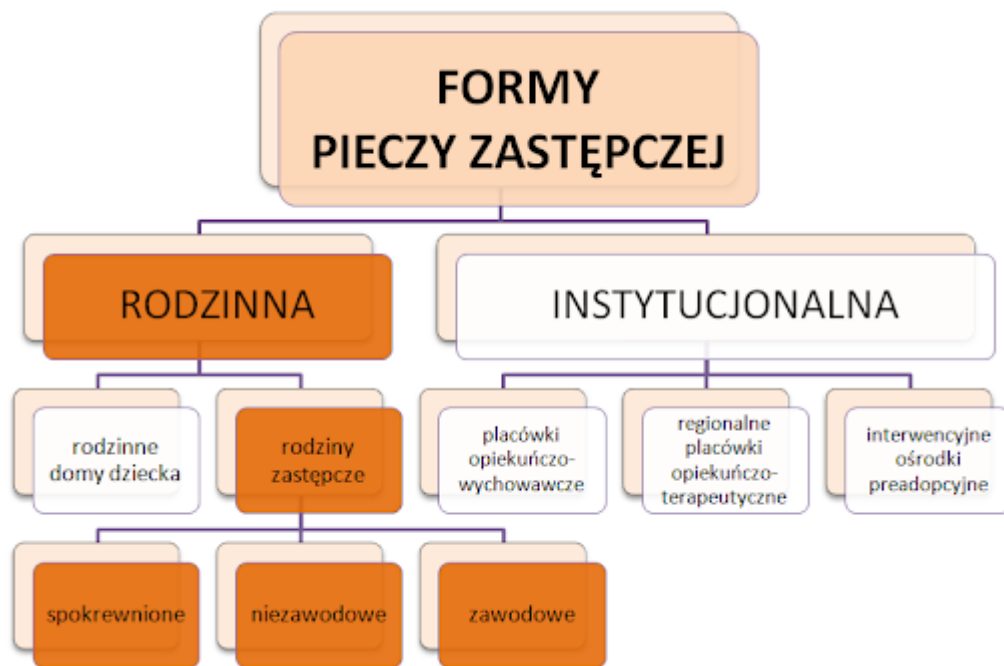 FORMY
PIECZY ZASTĘPCZEJ
RODZINNA
INSTYTUCJONALNA
rodzinne
domy dziecka
rodziny
zastępcze
placówki
opiekuńczo-
wychowawcze
regionalne
placówki
opiekuńczo-
terapeutyczne
interwencyjne
ośrodki
preadopcyjne
spokrewnione
niezawodowe
zawodowe